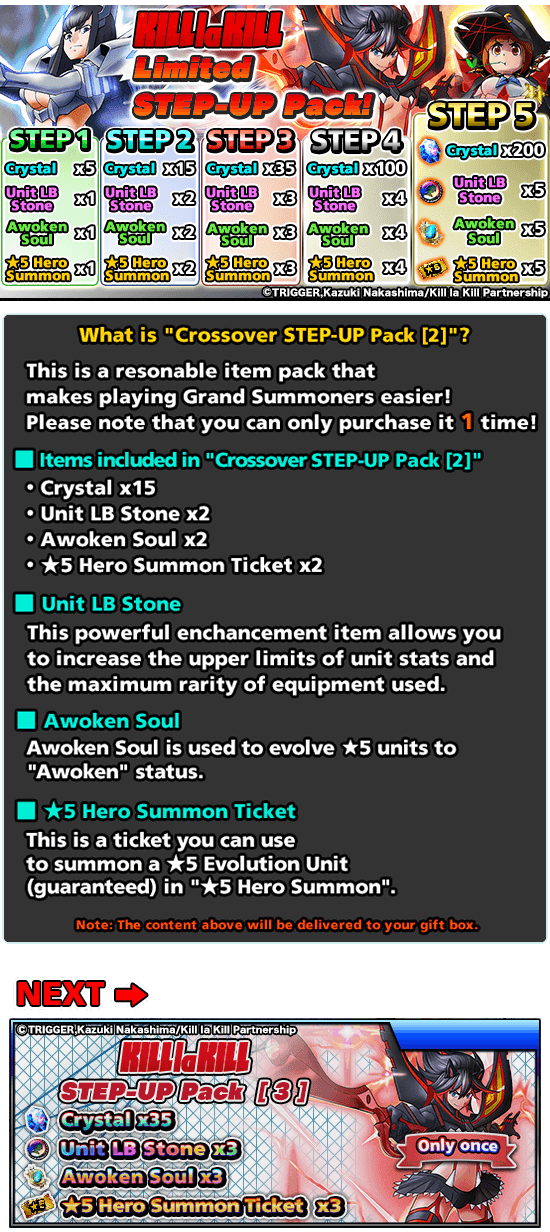 KILL la KILL
Limited
STEP-UP Pack!
STEP 1
Crystal x5
Unit LB Stone x1
Awoken Soul x1
★5 Hero Summon x1
STEP 2
Crystal x15
Unit LB Stone x2
Awoken Soul x2
★5 Hero Summon x2
STEP 3
Crystal x35
Unit LB Stone x3
Awoken Soul x3
★5 Hero Summon x3
STEP 4
Crystal x100
Unit LB Stone x4
Awoken Soul x4
★5 Hero Summon x4
STEP 5
Crystal x200
Unit LB Stone x5
Awoken Soul x5
★5 Hero Summon x5
©TRIGGER,Kazuki Nakashima/Kill la Kill Partnership
What is "Crossover STEP-UP Pack [2]"?
This is a resonable item pack that
makes playing Grand Summoners easier!
Please note that you can only purchase it 1 time!
■ Items included in "Crossover STEP-UP Pack [2]"
・Crystal x15
・Unit LB Stone x2
・Awoken Soul x2
・★5 Hero Summon Ticket x2
■ Unit LB Stone
This powerful enchancement item allows you
to increase the upper limits of unit stats and
the maximum rarity of equipment used.
■ Awoken Soul
Awoken Soul is used to evolve ★5 units to
"Awoken" status.
■ ★5 Hero Summon Ticket
This is a ticket you can use
to summon a ★5 Evolution Unit
(guaranteed) in "★5 Hero Summon".
Note: The content above will be delivered to your gift box.
NEXT ➡
©TRIGGER,Kazuki Nakashima/Kill la Kill Partnership
KILL la KILL
STEP-UP Pack [3]
Crystal x35
Unit LB Stone x3
Awoken Soul x3
★5 Hero Summon Ticket x3
Only once